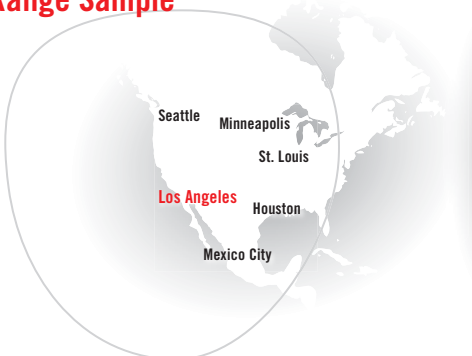 Range Sample
Seattle
Minneapolis
St. Louis
Los Angeles
Houston
Mexico City